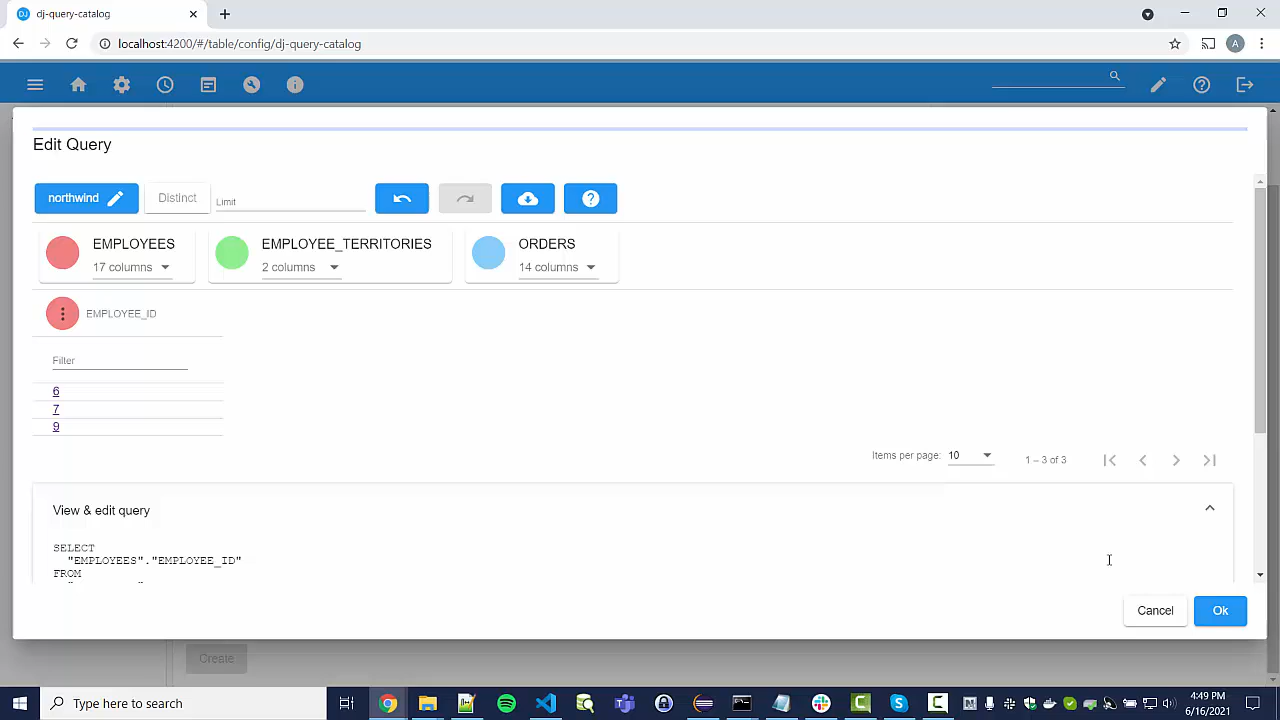 dj-query-catalog
localhost:4200/#/table/config/dj-query-catalog
A
Edit Query
northwind
Distinct
Limit
EMPLOYEES
17 columns
EMPLOYEE_TERRITORIES
2 columns
ORDERS
14 columns
EMPLOYEE_ID
Filter
6
7
9
Items per page: 10
1 – 3 of 3
View & edit query
SELECT
"EMPLOYEES"."EMPLOYEE_ID"
FROM
Cancel
Ok
Create
Type here to search
4:49 PM
6/16/2021